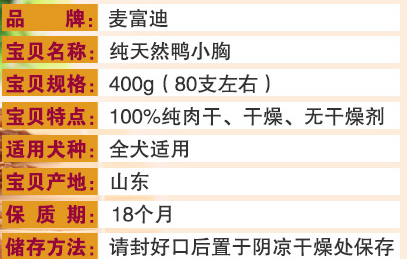 品牌：麦富迪
宝贝名称：纯天然鸭小胸
宝贝规格：400g（80支左右）
宝贝特点：100%纯肉干、干燥、无干燥剂
适用犬种：全犬适用
宝贝产地：山东
保质期：18个月
储存方法：请封好口后置于阴凉干燥处保存